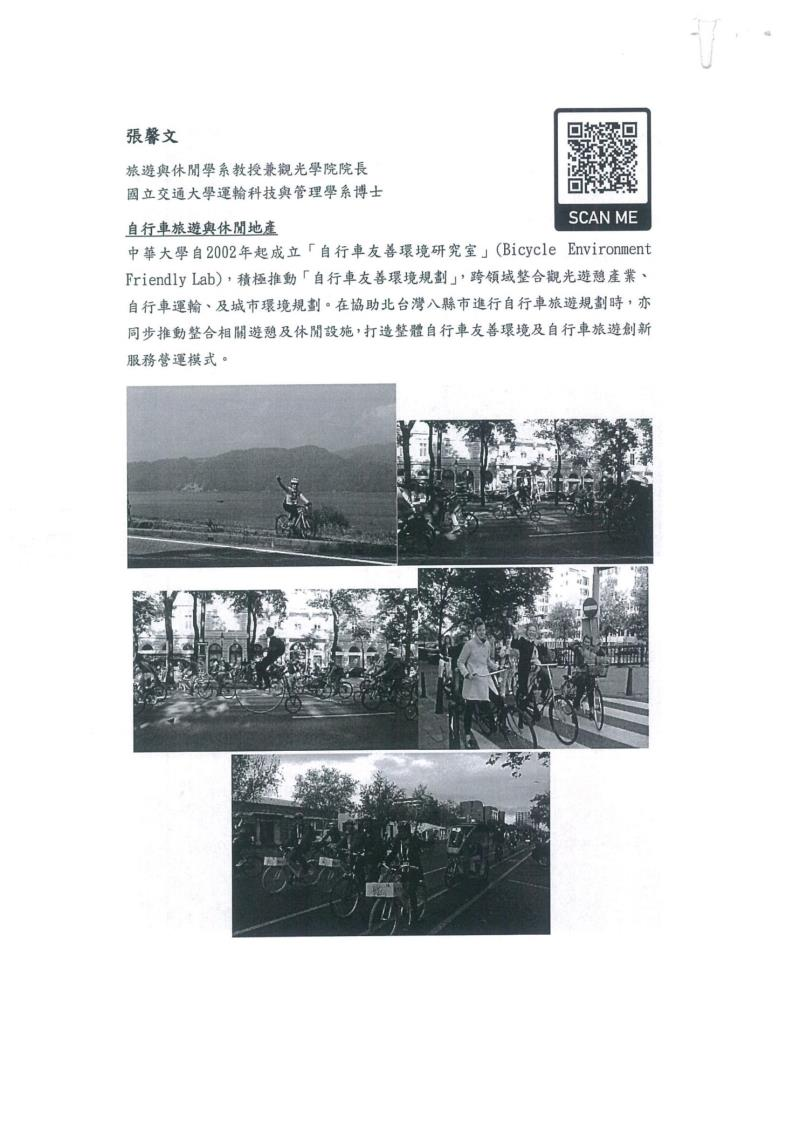 張馨文
旅遊與休閒學系教授兼觀光學院院長
國立交通大學運輸科技與管理學系博士
SCAN ME
自行車旅遊與休閒地產
中華大學自2002年起成立「自行車友善環境研究室」(Bicycle Environment
Friendly Lab)，積極推動「自行車友善環境規劃」，跨領域整合觀光遊憩產業、
自行車運輸、及城市環境規劃。在協助北台灣八縣市進行自行車旅遊規劃時，亦
同步推動整合相關遊憩及休閒設施，打造整體自行車友善環境及自行車旅遊創新
服務營運模式。